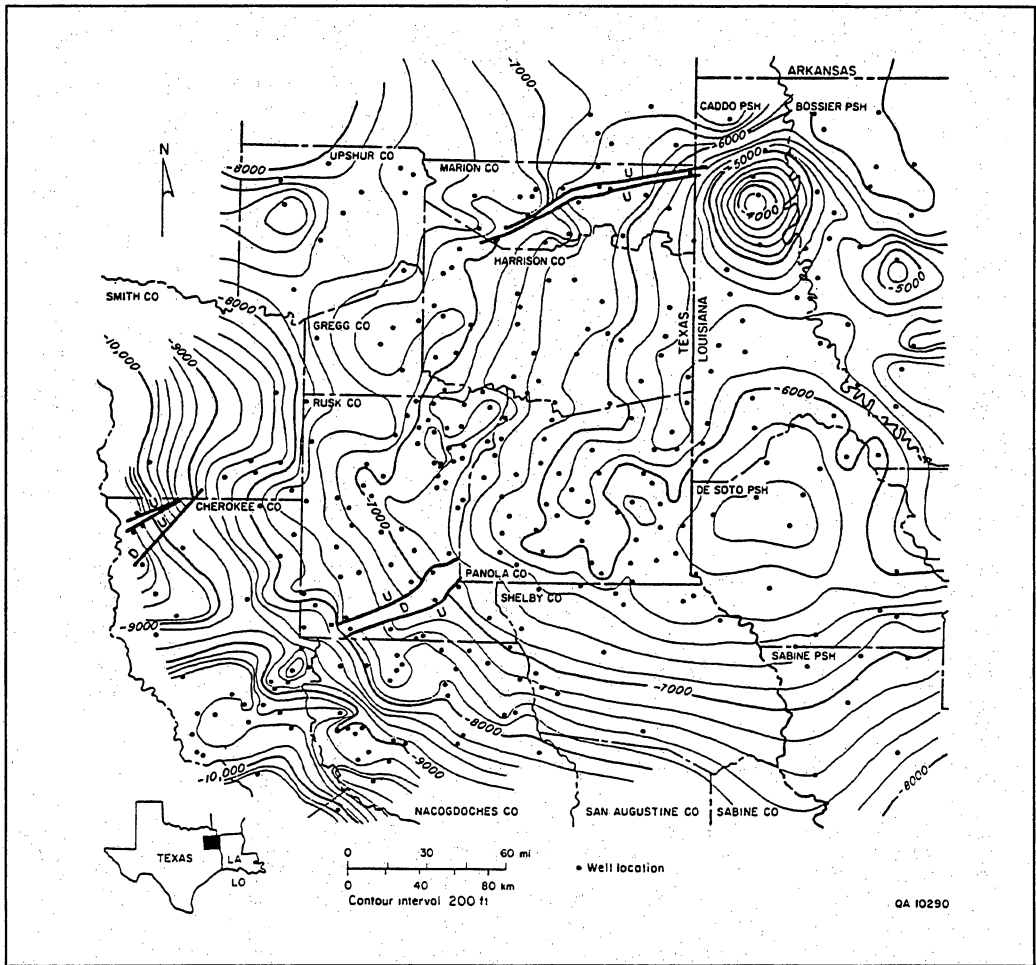 -7000
ARKANSAS
CADDO PSH
BOSSIER PSH
-6000
-5000
N
-8000
UPSHUR CO
MARION CO
U
D
U
-7000
HARRISON CO
-5000
SMITH CO
-8000
GREGG CO
TEXAS
LOUISIANA
-10,000
-9000
RUSK CO
-6000
-7000
DE SOTO PSH
CHEROKEE CO
D
U
D
PANOLA CO
SHELBY CO
U
D
U
-9000
SABINE PSH
-7000
-8000
-9000
-10,000
-8000
NACOGDOCHES CO
SAN AUGUSTINE CO
SABINE CO
TEXAS
LA
LO
0 30 60 mi
0 40 80 km
Contour interval 200 ft
• Well location
QA 10290